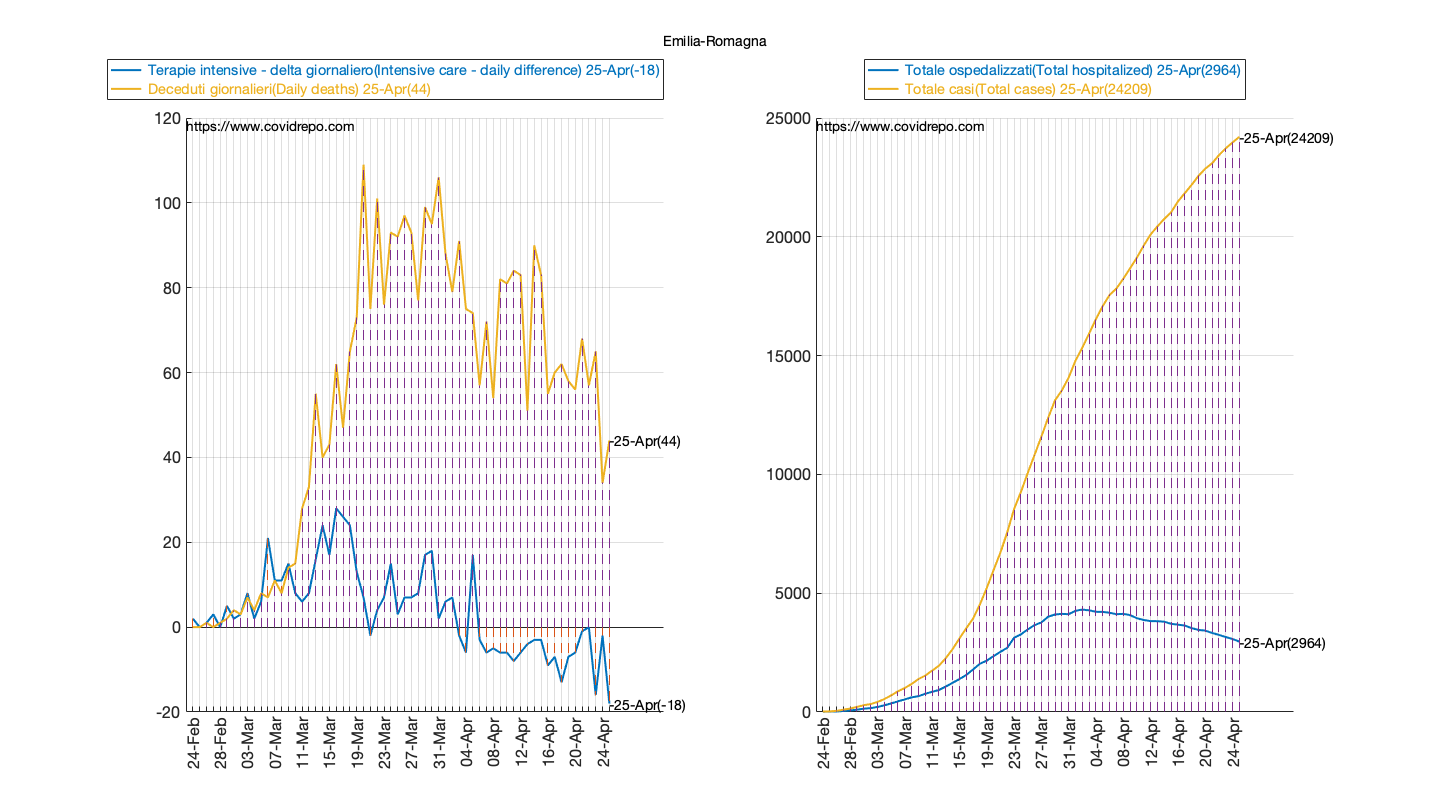 Emilia-Romagna
Terapie intensive - delta giornaliero(Intensive care - daily difference) 25-Apr(-18)
Deceduti giornalieri(Daily deaths) 25-Apr(44)
https://www.covidrepo.com
120
100
80
60
40
20
0
-20
-25-Apr(44)
-25-Apr(-18)
24-Feb
28-Feb
03-Mar
07-Mar
11-Mar
15-Mar
19-Mar
23-Mar
27-Mar
31-Mar
04-Apr
08-Apr
12-Apr
16-Apr
20-Apr
24-Apr
Totale ospedalizzati(Total hospitalized) 25-Apr(2964)
Totale casi(Total cases) 25-Apr(24209)
https://www.covidrepo.com
25000
20000
15000
10000
5000
0
-25-Apr(24209)
-25-Apr(2964)
24-Feb
28-Feb
03-Mar
07-Mar
11-Mar
15-Mar
19-Mar
23-Mar
27-Mar
31-Mar
04-Apr
08-Apr
12-Apr
16-Apr
20-Apr
24-Apr